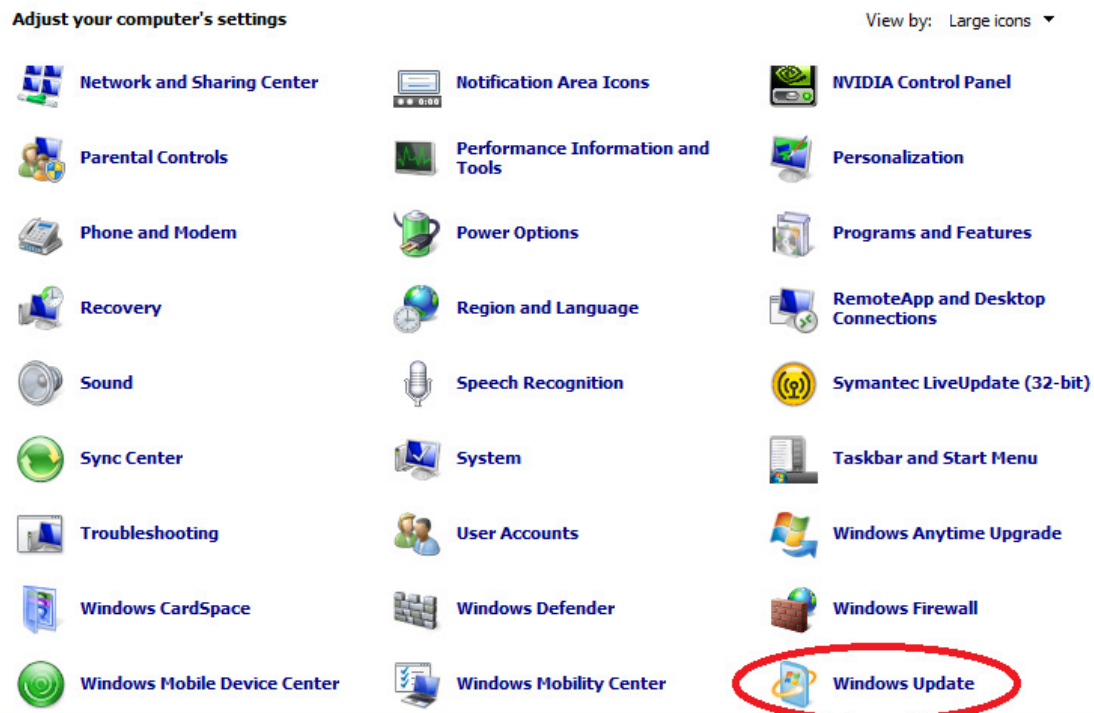 Adjust your computer's settings
View by: Large icons
Network and Sharing Center
Notification Area Icons
NVIDIA Control Panel
Parental Controls
Performance Information and
Tools
Personalization
Phone and Modem
Power Options
Programs and Features
Recovery
Region and Language
RemoteApp and Desktop
Connections
Sound
Speech Recognition
Symantec LiveUpdate (32-bit)
Sync Center
System
Taskbar and Start Menu
Troubleshooting
User Accounts
Windows Anytime Upgrade
Windows CardSpace
Windows Defender
Windows Firewall
Windows Mobile Device Center
Windows Mobility Center
Windows Update